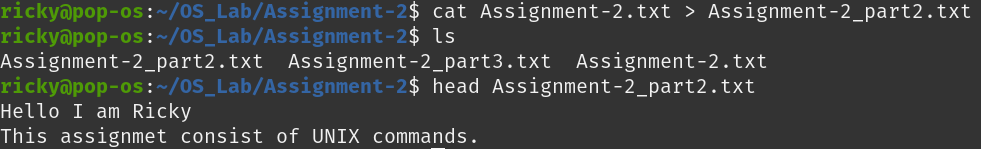 ricky@pop-os:~/OS_Lab/Assignment-2$ cat Assignment-2.txt > Assignment-2_part2.txt
ricky@pop-os:~/OS_Lab/Assignment-2$ ls
Assignment-2_part2.txt  Assignment-2_part3.txt  Assignment-2.txt
ricky@pop-os:~/OS_Lab/Assignment-2$ head Assignment-2_part2.txt
Hello I am Ricky
This assignmet consist of UNIX commands.